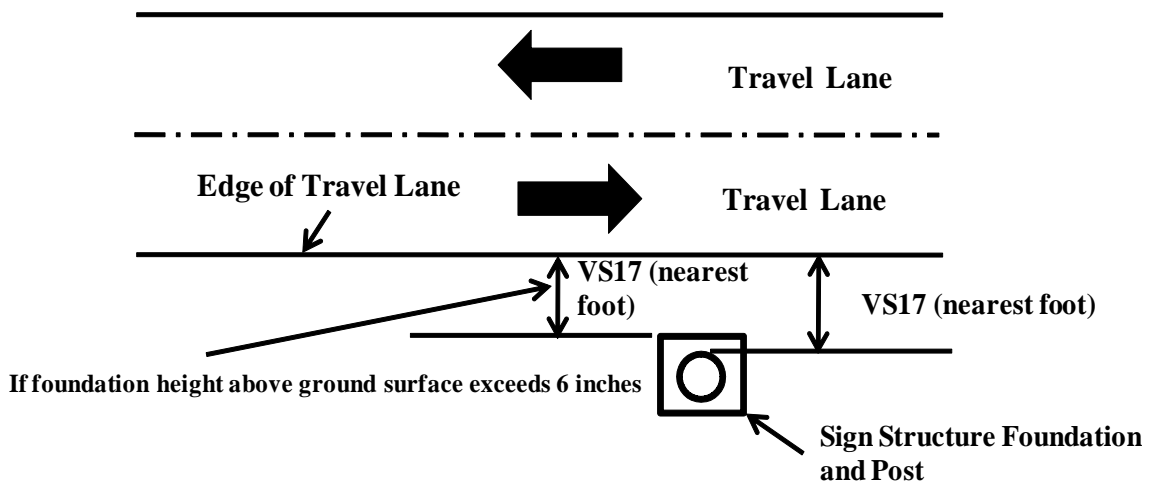 Travel Lane
Edge of Travel Lane
Travel Lane
VS17 (nearest
foot)
VS17 (nearest foot)
If foundation height above ground surface exceeds 6 inches
Sign Structure Foundation
and Post